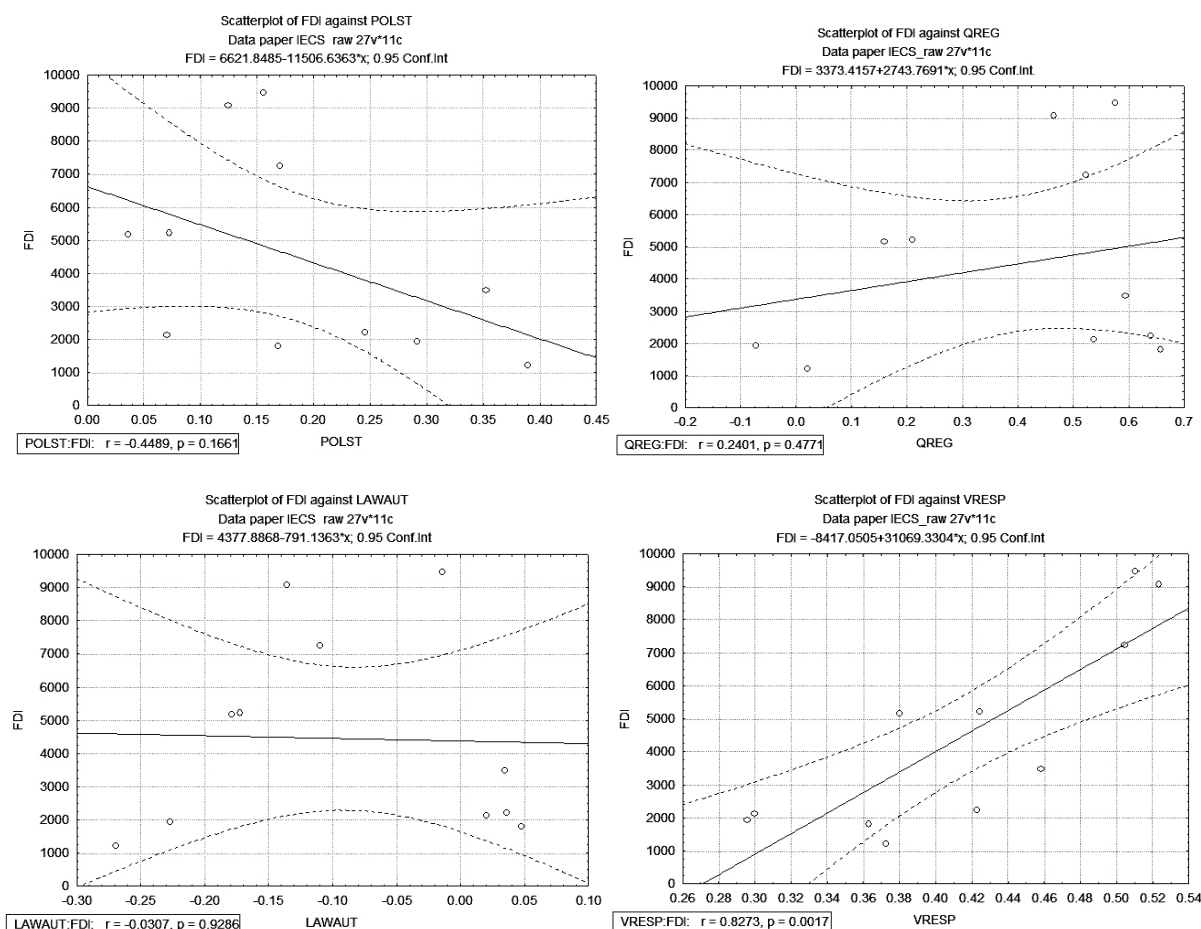 Scatterplot of FDI against POLST
Data paper IECS_raw 27v*11c
FDI = 6621.8485-11506.6363*x; 0.95 Conf.Int
10000
9000
8000
7000
6000
5000
4000
3000
2000
1000
0
FDI
0.00 0.05 0.10 0.15 0.20 0.25 0.30 0.35 0.40 0.45
POLST
POLST:FDI: r = -0.4489, p = 0.1661
Scatterplot of FDI against QREG
Data paper IECS_raw 27v*11c
FDI = 3373.4157+2743.7691*x; 0.95 Conf.Int.
10000
9000
8000
7000
6000
5000
4000
3000
2000
1000
0
FDI
-0.2 -0.1 0.0 0.1 0.2 0.3 0.4 0.5 0.6 0.7
QREG
QREG:FDI: r = 0.2401, p = 0.4771
Scatterplot of FDI against LAWAUT
Data paper IECS_raw 27v*11c
FDI = 4377.8868-791.1363*x; 0.95 Conf.Int
10000
9000
8000
7000
6000
5000
4000
3000
2000
1000
0
FDI
-0.30 -0.25 -0.20 -0.15 -0.10 -0.05 0.00 0.05 0.10
LAWAUT
LAWAUT:FDI: r = -0.0307, p = 0.9286
Scatterplot of FDI against VRESP
Data paper IECS_raw 27v*11c
FDI = -8417.0505+31069.3304*x; 0.95 Conf.Int
10000
9000
8000
7000
6000
5000
4000
3000
2000
1000
0
FDI
0.26 0.28 0.30 0.32 0.34 0.36 0.38 0.40 0.42 0.44 0.46 0.48 0.50 0.52 0.54
VRESP
VRESP:FDI: r = 0.8273, p = 0.0017